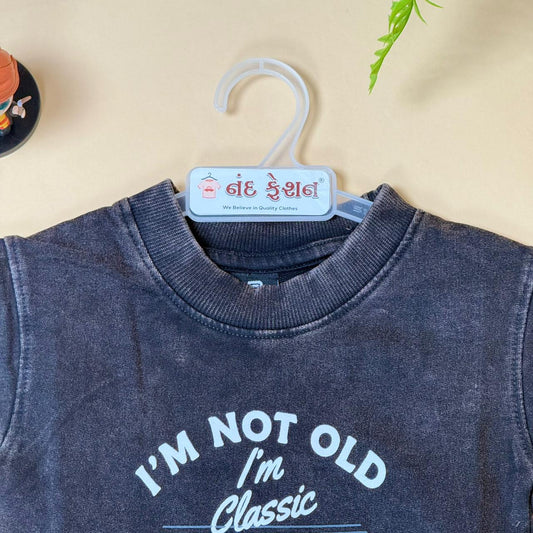 નંદ ફેશન®
We Believe in Quality Clothes
I'M NOT OLD
I'm
Classic